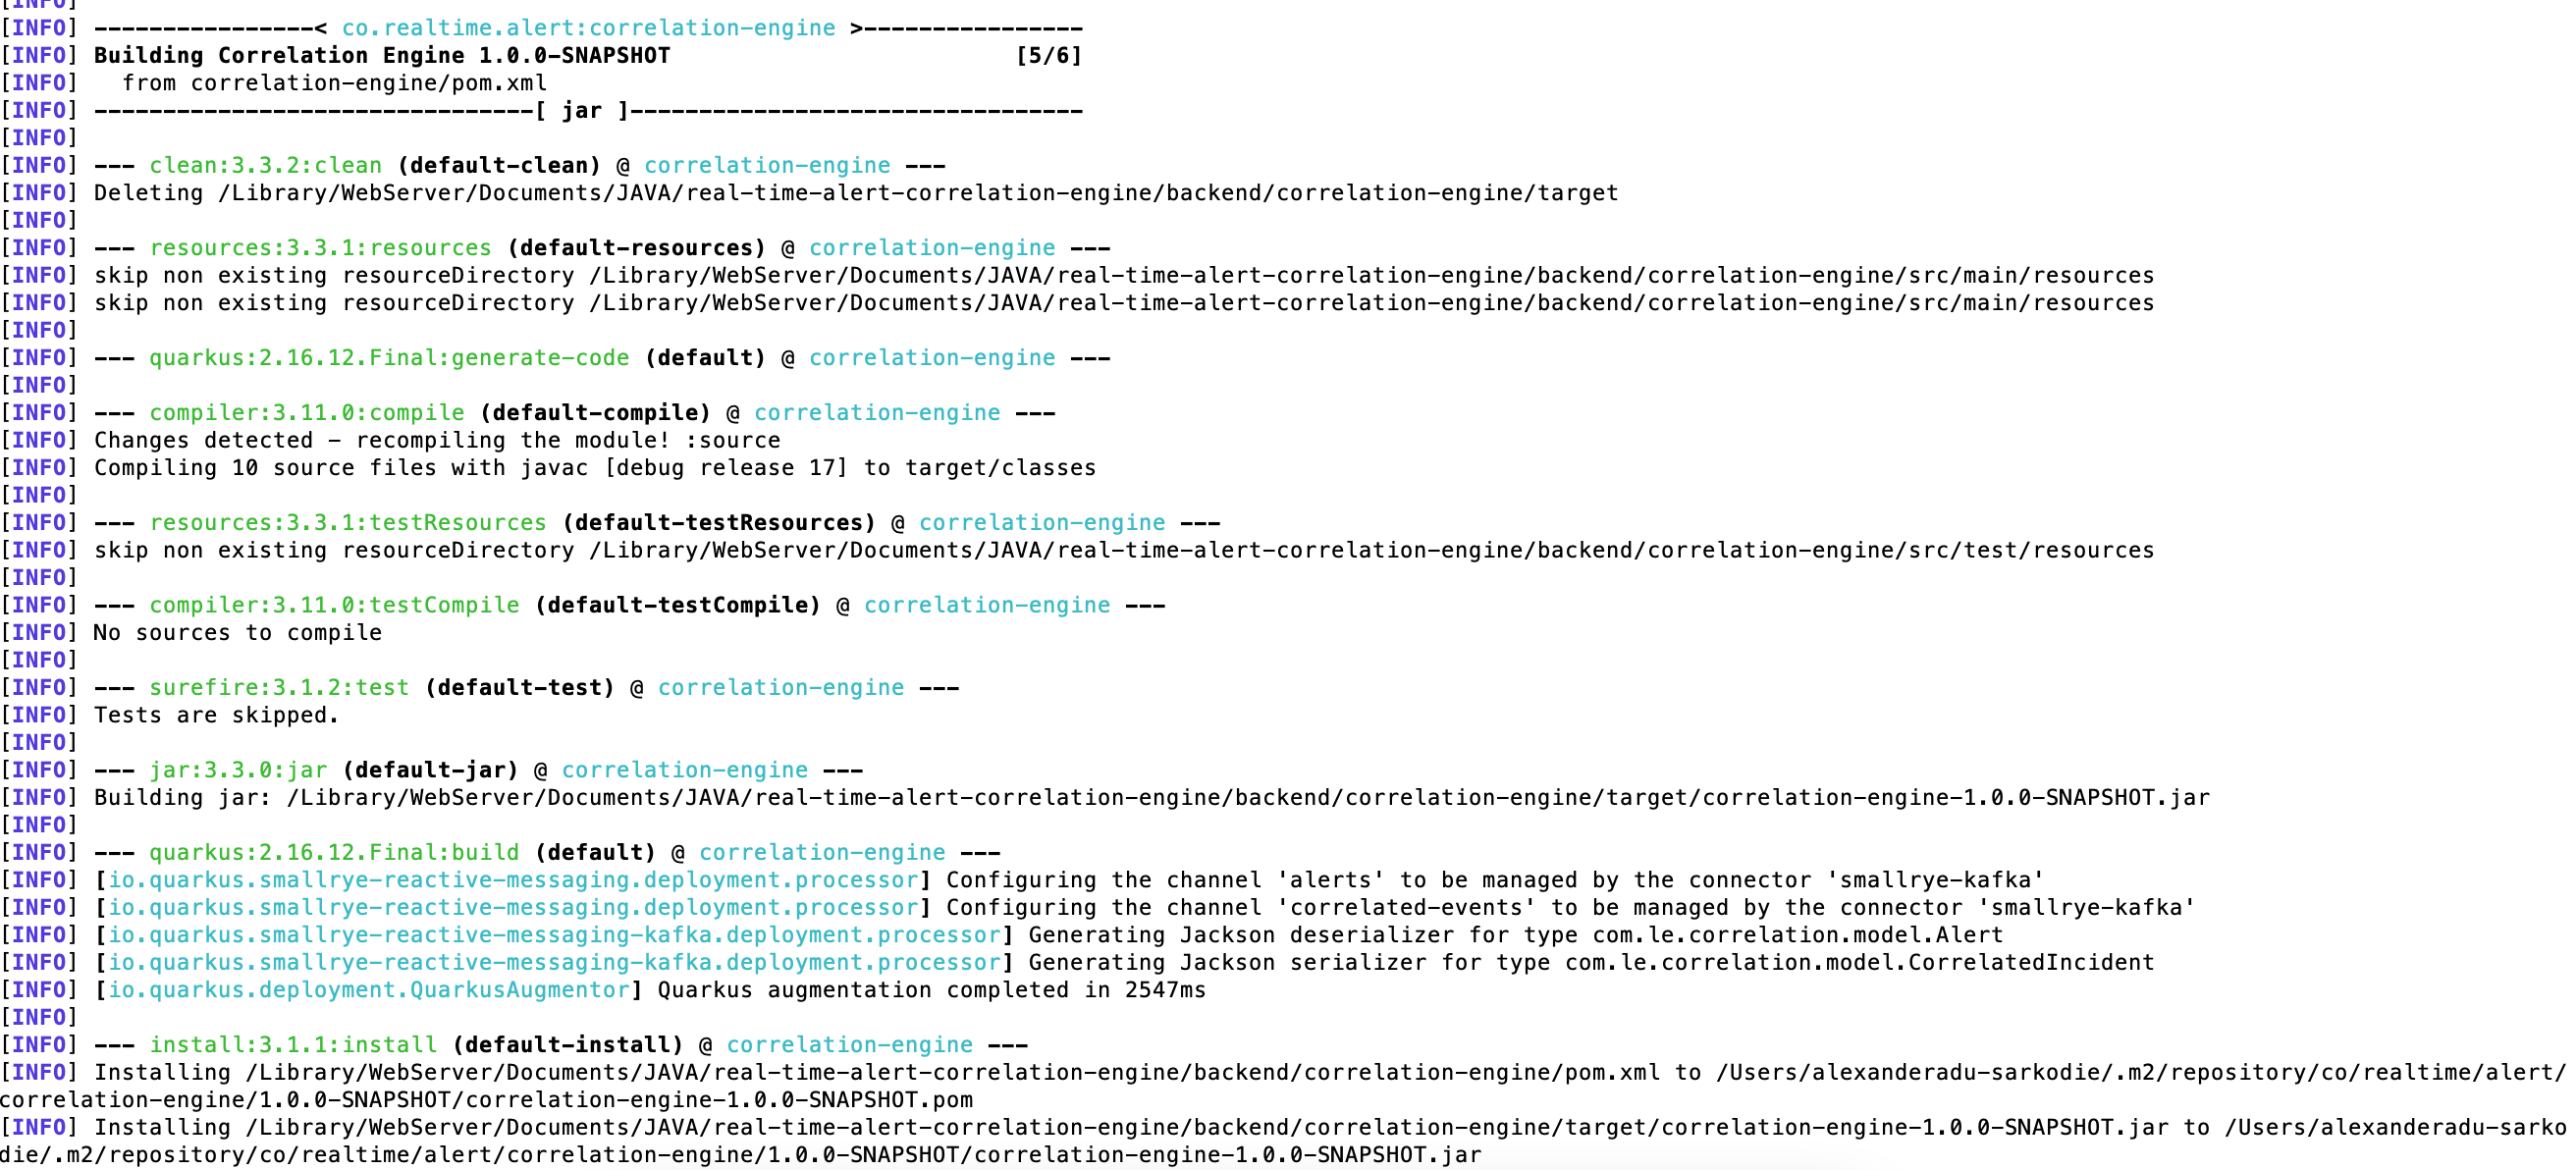 [INFO]
[INFO] ----------------< co.realtime.alert:correlation-engine >----------------
[INFO] Building Correlation Engine 1.0.0-SNAPSHOT                         [5/6]
[INFO]   from correlation-engine/pom.xml
[INFO] --------------------------------[ jar ]---------------------------------
[INFO]
[INFO] --- clean:3.3.2:clean (default-clean) @ correlation-engine ---
[INFO] Deleting /Library/WebServer/Documents/JAVA/real-time-alert-correlation-engine/backend/correlation-engine/target
[INFO]
[INFO] --- resources:3.3.1:resources (default-resources) @ correlation-engine ---
[INFO] skip non existing resourceDirectory /Library/WebServer/Documents/JAVA/real-time-alert-correlation-engine/backend/correlation-engine/src/main/resources
[INFO] skip non existing resourceDirectory /Library/WebServer/Documents/JAVA/real-time-alert-correlation-engine/backend/correlation-engine/src/main/resources
[INFO]
[INFO] --- quarkus:2.16.12.Final:generate-code (default) @ correlation-engine ---
[INFO]
[INFO] --- compiler:3.11.0:compile (default-compile) @ correlation-engine ---
[INFO] Changes detected - recompiling the module! :source
[INFO] Compiling 10 source files with javac [debug release 17] to target/classes
[INFO]
[INFO] --- resources:3.3.1:testResources (default-testResources) @ correlation-engine ---
[INFO] skip non existing resourceDirectory /Library/WebServer/Documents/JAVA/real-time-alert-correlation-engine/backend/correlation-engine/src/test/resources
[INFO]
[INFO] --- compiler:3.11.0:testCompile (default-testCompile) @ correlation-engine ---
[INFO] No sources to compile
[INFO]
[INFO] --- surefire:3.1.2:test (default-test) @ correlation-engine ---
[INFO] Tests are skipped.
[INFO]
[INFO] --- jar:3.3.0:jar (default-jar) @ correlation-engine ---
[INFO] Building jar: /Library/WebServer/Documents/JAVA/real-time-alert-correlation-engine/backend/correlation-engine/target/correlation-engine-1.0.0-SNAPSHOT.jar
[INFO]
[INFO] --- quarkus:2.16.12.Final:build (default) @ correlation-engine ---
[INFO] [io.quarkus.smallrye-reactive-messaging.deployment.processor] Configuring the channel 'alerts' to be managed by the connector 'smallrye-kafka'
[INFO] [io.quarkus.smallrye-reactive-messaging.deployment.processor] Configuring the channel 'correlated-events' to be managed by the connector 'smallrye-kafka'
[INFO] [io.quarkus.smallrye-reactive-messaging-kafka.deployment.processor] Generating Jackson deserializer for type com.le.correlation.model.Alert
[INFO] [io.quarkus.smallrye-reactive-messaging-kafka.deployment.processor] Generating Jackson serializer for type com.le.correlation.model.CorrelatedIncident
[INFO] [io.quarkus.deployment.QuarkusAugmentor] Quarkus augmentation completed in 2547ms
[INFO]
[INFO] --- install:3.1.1:install (default-install) @ correlation-engine ---
[INFO] Installing /Library/WebServer/Documents/JAVA/real-time-alert-correlation-engine/backend/correlation-engine/pom.xml to /Users/alexanderadu-sarkodie/.m2/repository/co/realtime/alert/
correlation-engine/1.0.0-SNAPSHOT/correlation-engine-1.0.0-SNAPSHOT.pom
[INFO] Installing /Library/WebServer/Documents/JAVA/real-time-alert-correlation-engine/backend/correlation-engine/target/correlation-engine-1.0.0-SNAPSHOT.jar to /Users/alexanderadu-sarko
die/.m2/repository/co/realtime/alert/correlation-engine/1.0.0-SNAPSHOT/correlation-engine-1.0.0-SNAPSHOT.jar